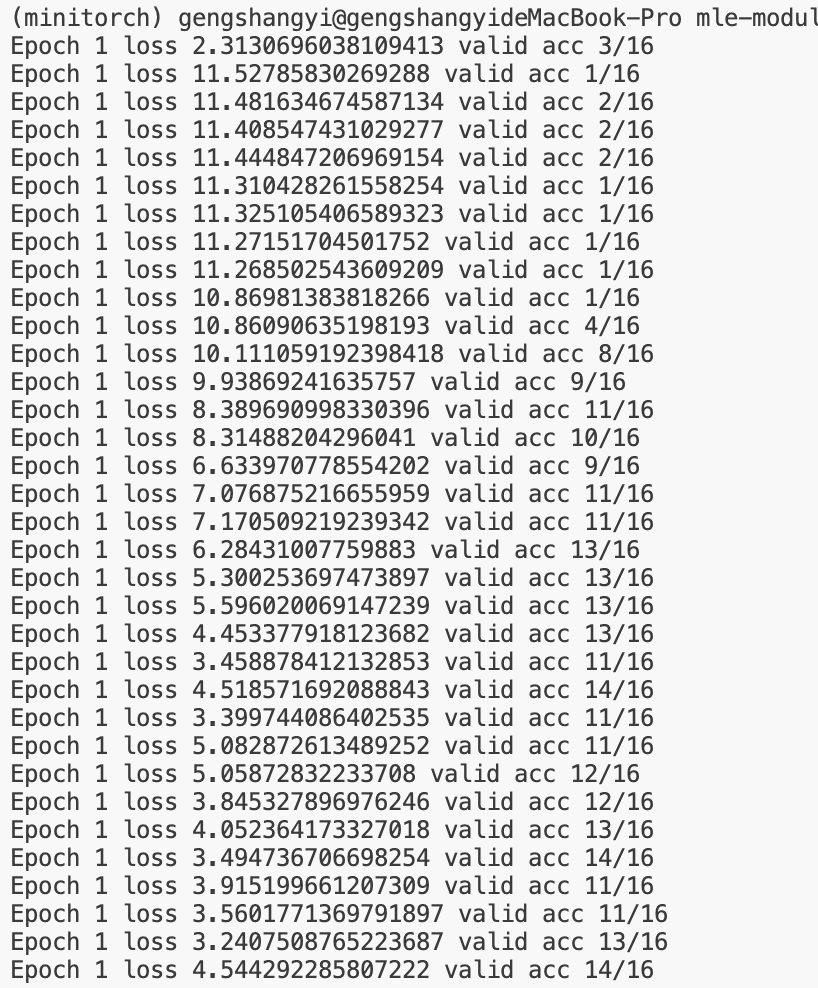 (minitorch) gengshangyi@gengshangyideMacBook-Pro mle-modul
Epoch 1 loss 2.3130696038109413 valid acc 3/16
Epoch 1 loss 11.52785830269288 valid acc 1/16
Epoch 1 loss 11.481634674587134 valid acc 2/16
Epoch 1 loss 11.408547431029277 valid acc 2/16
Epoch 1 loss 11.444847206969154 valid acc 2/16
Epoch 1 loss 11.310428261558254 valid acc 1/16
Epoch 1 loss 11.325105406589323 valid acc 1/16
Epoch 1 loss 11.27151704501752 valid acc 1/16
Epoch 1 loss 11.268502543609209 valid acc 1/16
Epoch 1 loss 10.86981383818266 valid acc 1/16
Epoch 1 loss 10.86090635198193 valid acc 4/16
Epoch 1 loss 10.111059192398418 valid acc 8/16
Epoch 1 loss 9.93869241635757 valid acc 9/16
Epoch 1 loss 8.389690998330396 valid acc 11/16
Epoch 1 loss 8.31488204296041 valid acc 10/16
Epoch 1 loss 6.633970778554202 valid acc 9/16
Epoch 1 loss 7.076875216655959 valid acc 11/16
Epoch 1 loss 7.170509219239342 valid acc 11/16
Epoch 1 loss 6.28431007759883 valid acc 13/16
Epoch 1 loss 5.300253697473897 valid acc 13/16
Epoch 1 loss 5.596020069147239 valid acc 13/16
Epoch 1 loss 4.453377918123682 valid acc 13/16
Epoch 1 loss 3.458878412132853 valid acc 11/16
Epoch 1 loss 4.518571692088843 valid acc 14/16
Epoch 1 loss 3.399744086402535 valid acc 11/16
Epoch 1 loss 5.082872613489252 valid acc 11/16
Epoch 1 loss 5.05872832233708 valid acc 12/16
Epoch 1 loss 3.845327896976246 valid acc 12/16
Epoch 1 loss 4.052364173327018 valid acc 13/16
Epoch 1 loss 3.494736706698254 valid acc 14/16
Epoch 1 loss 3.915199661207309 valid acc 11/16
Epoch 1 loss 3.5601771369791897 valid acc 11/16
Epoch 1 loss 3.2407508765223687 valid acc 13/16
Epoch 1 loss 4.544292285807222 valid acc 14/16